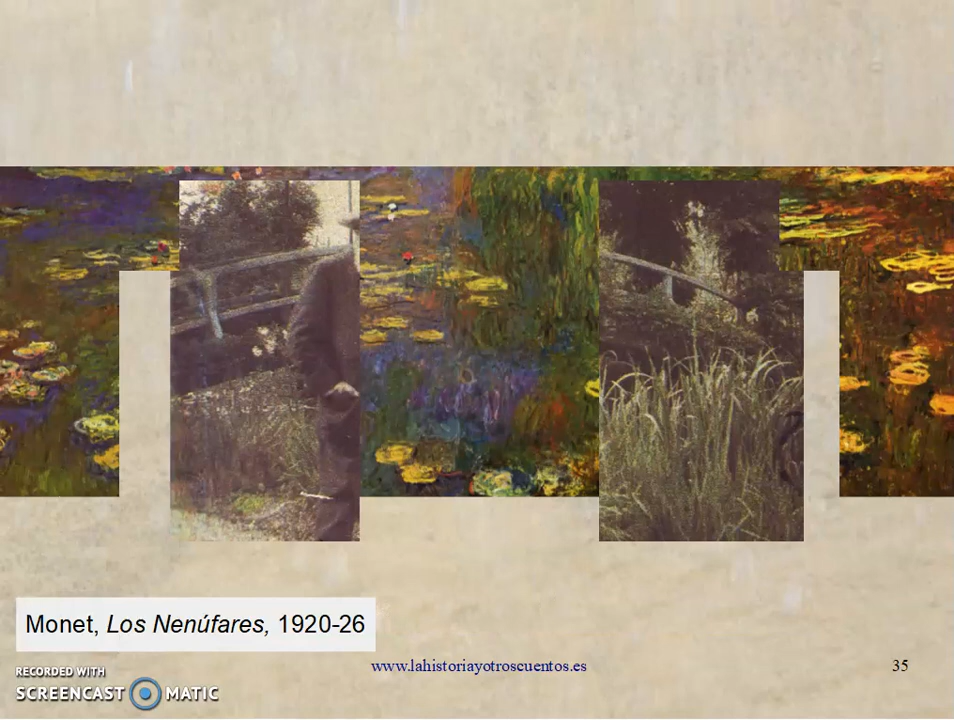 Monet, Los Nenúfares, 1920-26
www.lahistoriayotroscuentos.es
35
RECORDED WITH
SCREENCAST MATIC